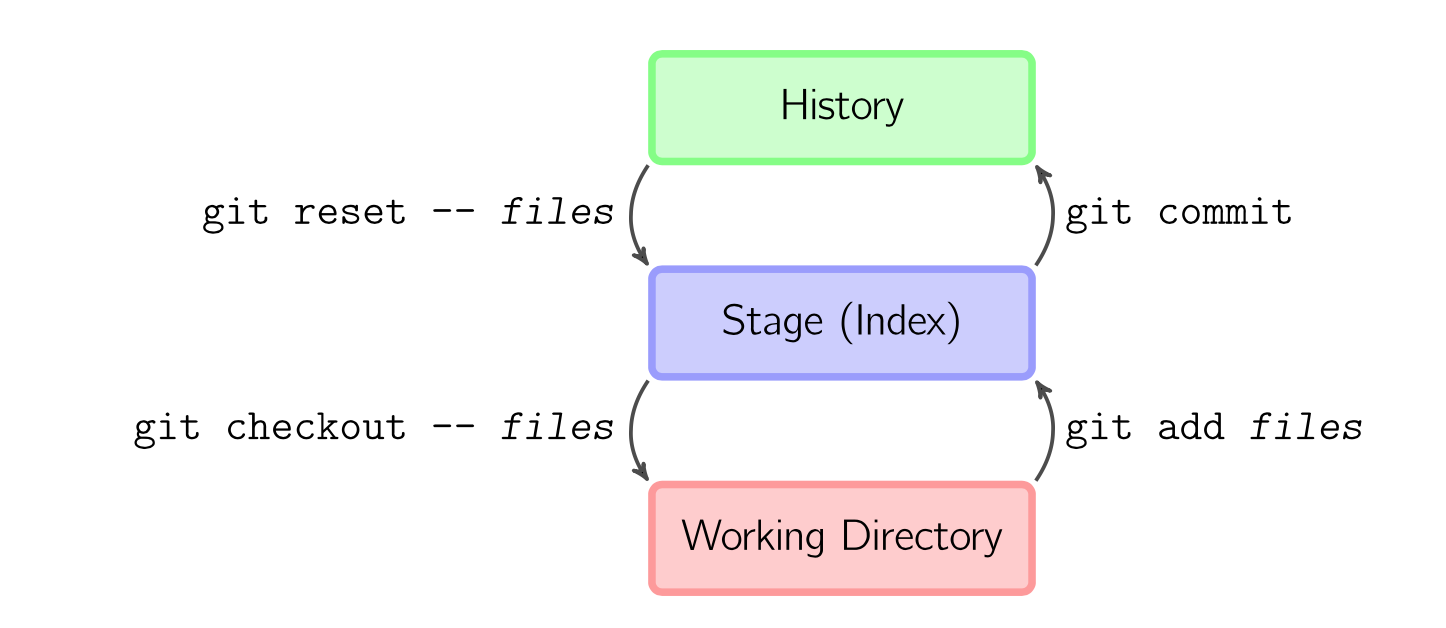 History
git reset -- files
git commit
Stage (Index)
git checkout -- files
git add files
Working Directory